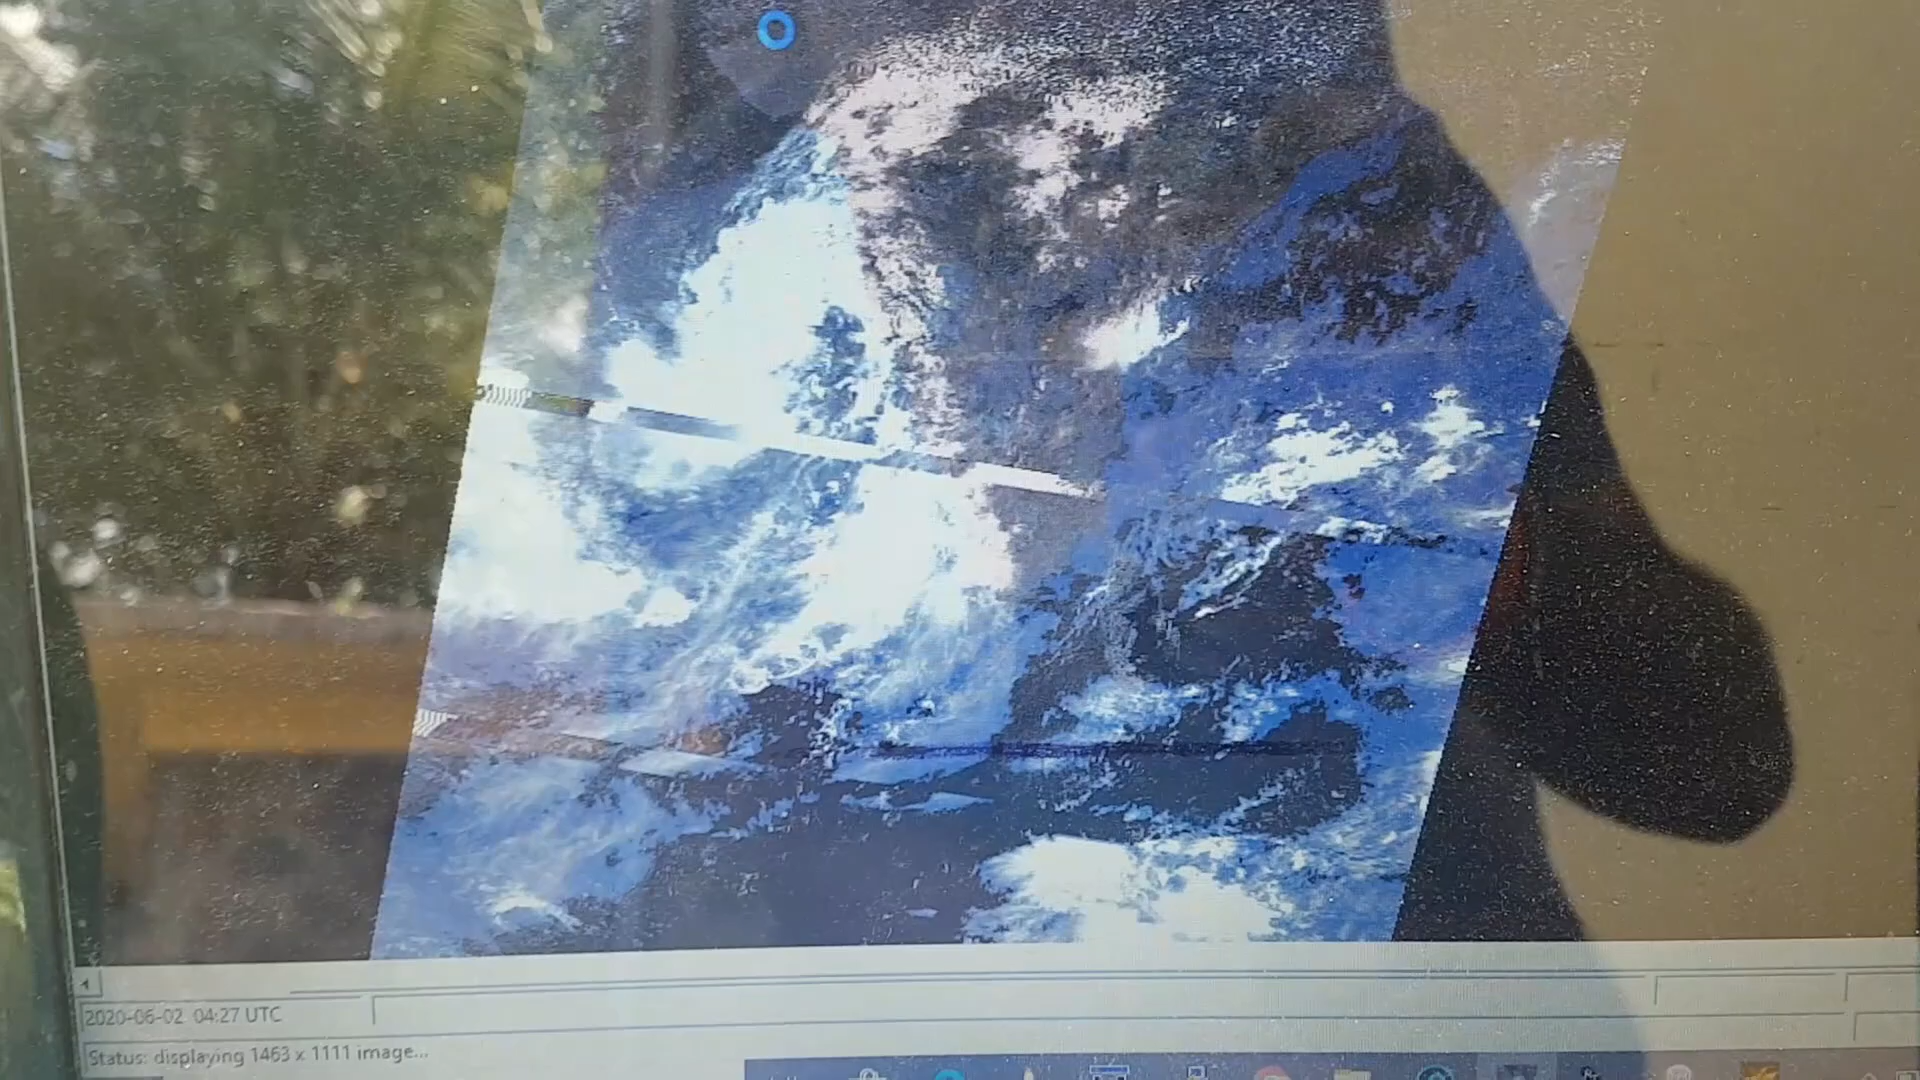 2020-06-02 04:27 UTC
Status: displaying 1463 x 1111 image...